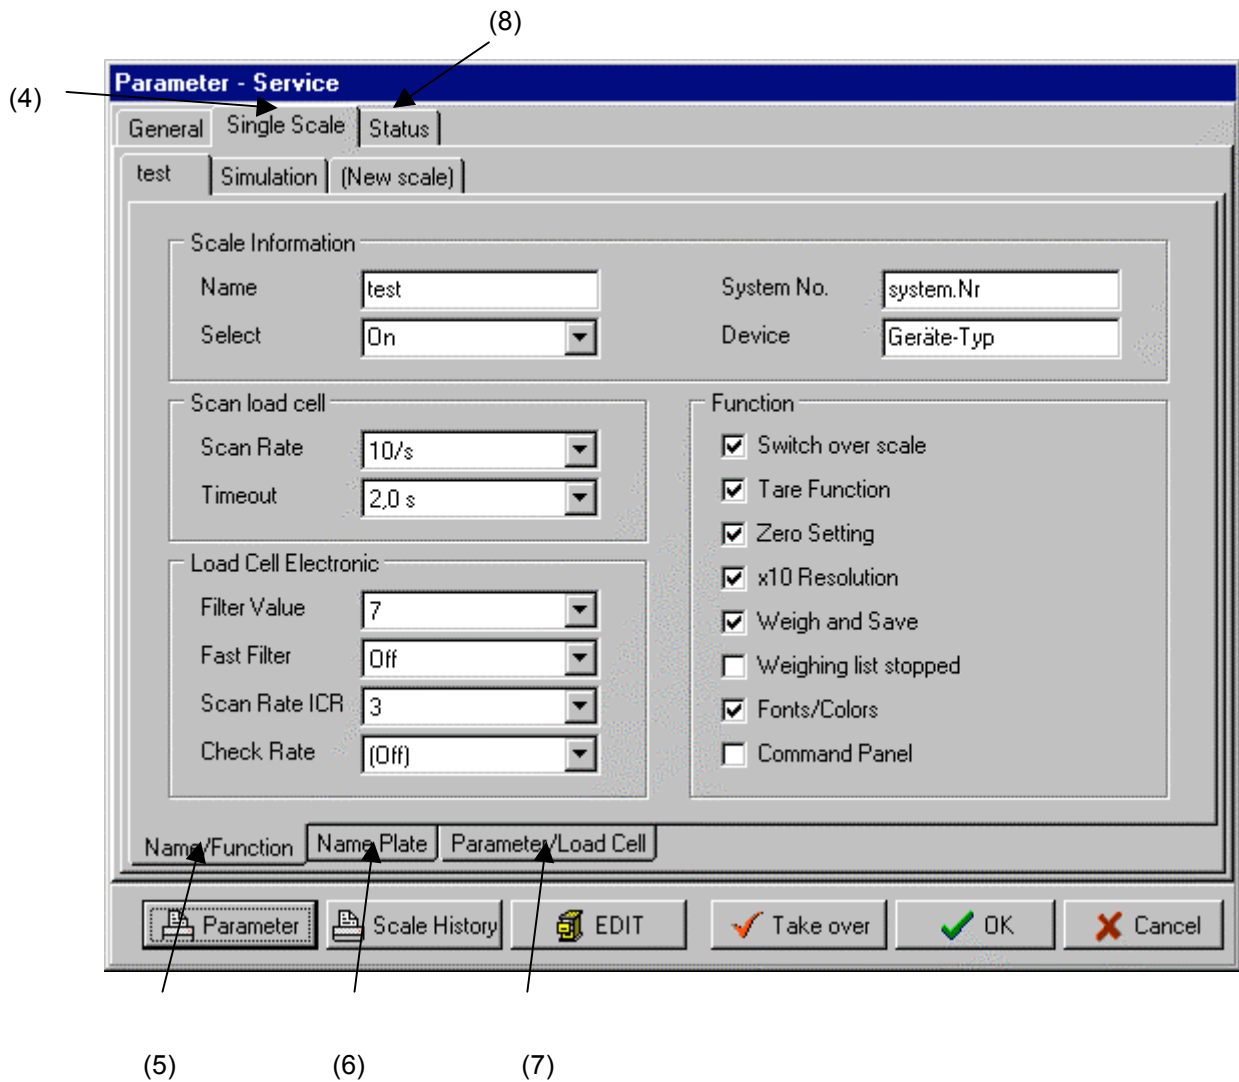 (8)
(4)
Parameter - Service
General Single Scale Status
test Simulation (New scale)
Scale Information
Name test System No. system.Nr
Select On Device Geräte-Typ
Scan load cell Function
Scan Rate 10/s Switch over scale
Timeout 2,0 s Tare Function
Zero Setting
Load Cell Electronic
x10 Resolution
Filter Value 7 Weigh and Save
Fast Filter Off Weighing list stopped
Scan Rate ICR 3 Fonts/Colors
Check Rate (Off) Command Panel
Name/Function Name Plate Parameter/Load Cell
Parameter Scale History EDIT Take over OK Cancel
(5) (6) (7)